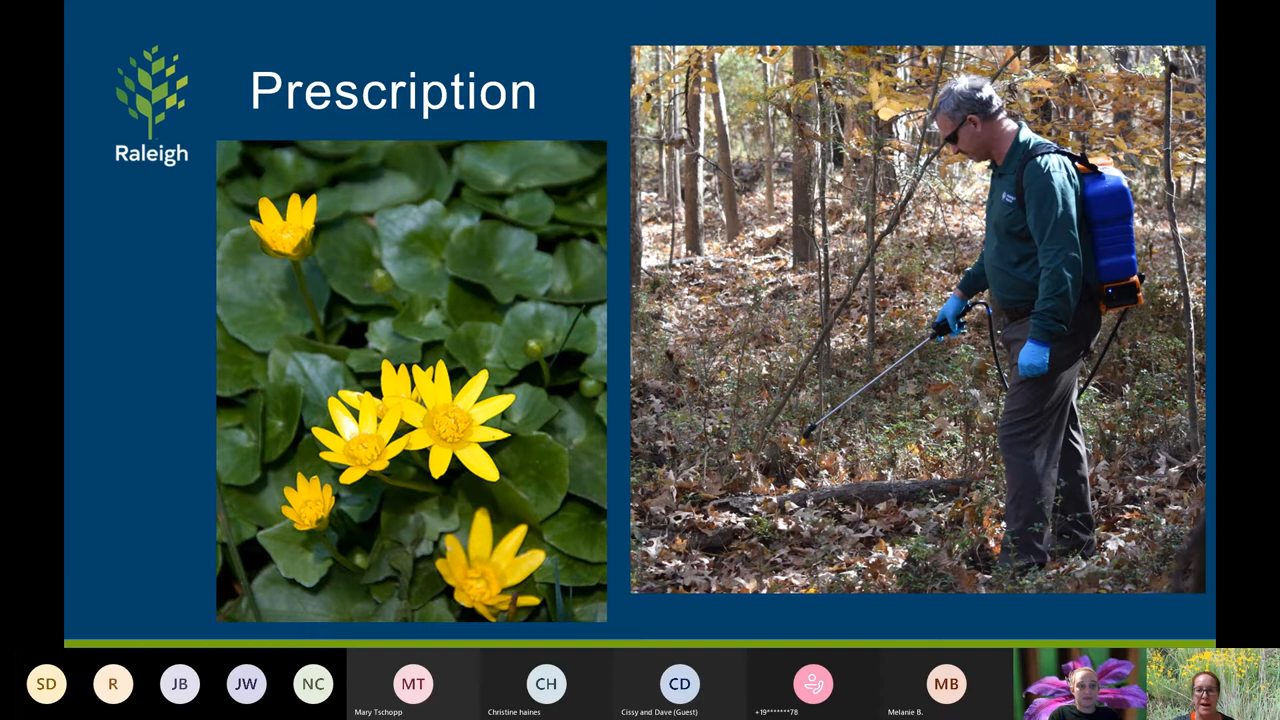 Prescription
Raleigh
SD
R
JB
JW
NC
MT
CH
CD
MB
Mary Tschopp
Christine haines
Cissy and Dave (Guest)
+19*******78
Melanie B.